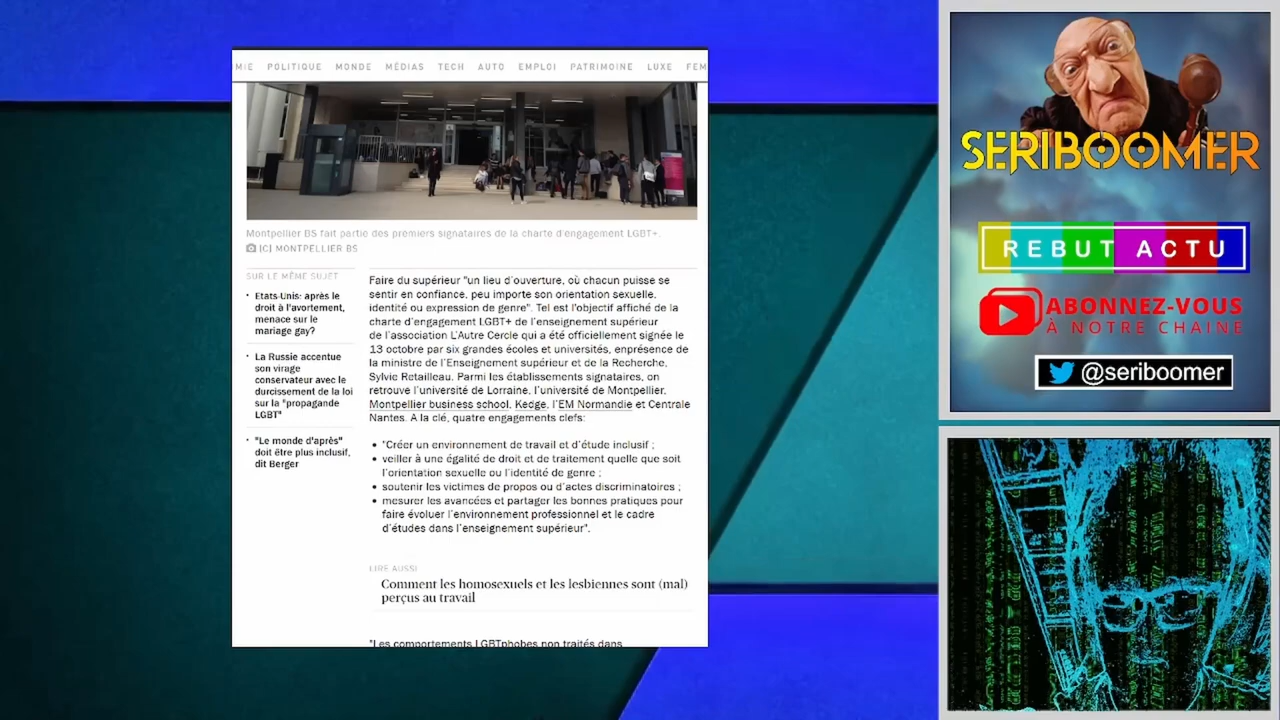 POLITIQUE MONDE MÉDIAS TECH AUTO EMPLOI PATRIMOINE LUXE FEM
Montpellier BS fait partie des premiers signataires de la charte d'engagement LGBT+.
(C) MONTPELLIER BS
SUR LE MÊME SUJET
Etats-Unis: après le
droit à l'avortement,
menace sur le
mariage gay?
La Russie accentue
son virage
conservateur avec le
durcissement de la loi
sur la "propagande
LGBT"
"Le monde d'après"
doit être plus inclusif,
dit Berger
Faire du supérieur "un lieu d'ouverture, où chacun puisse se
sentir en confiance, peu importe son orientation sexuelle,
identité ou expression de genre". Tel est l'objectif affiché de la
charte d'engagement LGBT+ de l'enseignement supérieur
de l'association L'Autre Cercle qui a été officiellement signée le
13 octobre par six grandes écoles et universités, enprésence de
la ministre de l'Enseignement supérieur et de la Recherche,
Sylvie Retailleau. Parmi les établissements signataires, on
retrouve l'université de Lorraine, l'université de Montpellier,
Montpellier business school, Kedge, l'EM Normandie et Centrale
Nantes. A la clé, quatre engagements clefs:
• "Créer un environnement de travail et d'étude inclusif ;
• veiller à une égalité de droit et de traitement quelle que soit
l'orientation sexuelle ou l'identité de genre ;
• soutenir les victimes de propos ou d'actes discriminatoires ;
• mesurer les avancées et partager les bonnes pratiques pour
faire évoluer l'environnement professionnel et le cadre
d'études dans l'enseignement supérieur".
LIRE AUSSI
Comment les homosexuels et les lesbiennes sont (mal)
perçus au travail
"Les comportements LGBTphobes non traités dans
SERIBOOMER
REBUT ACTU
ABONNEZ-VOUS
À NOTRE CHAINE
@seriboomer